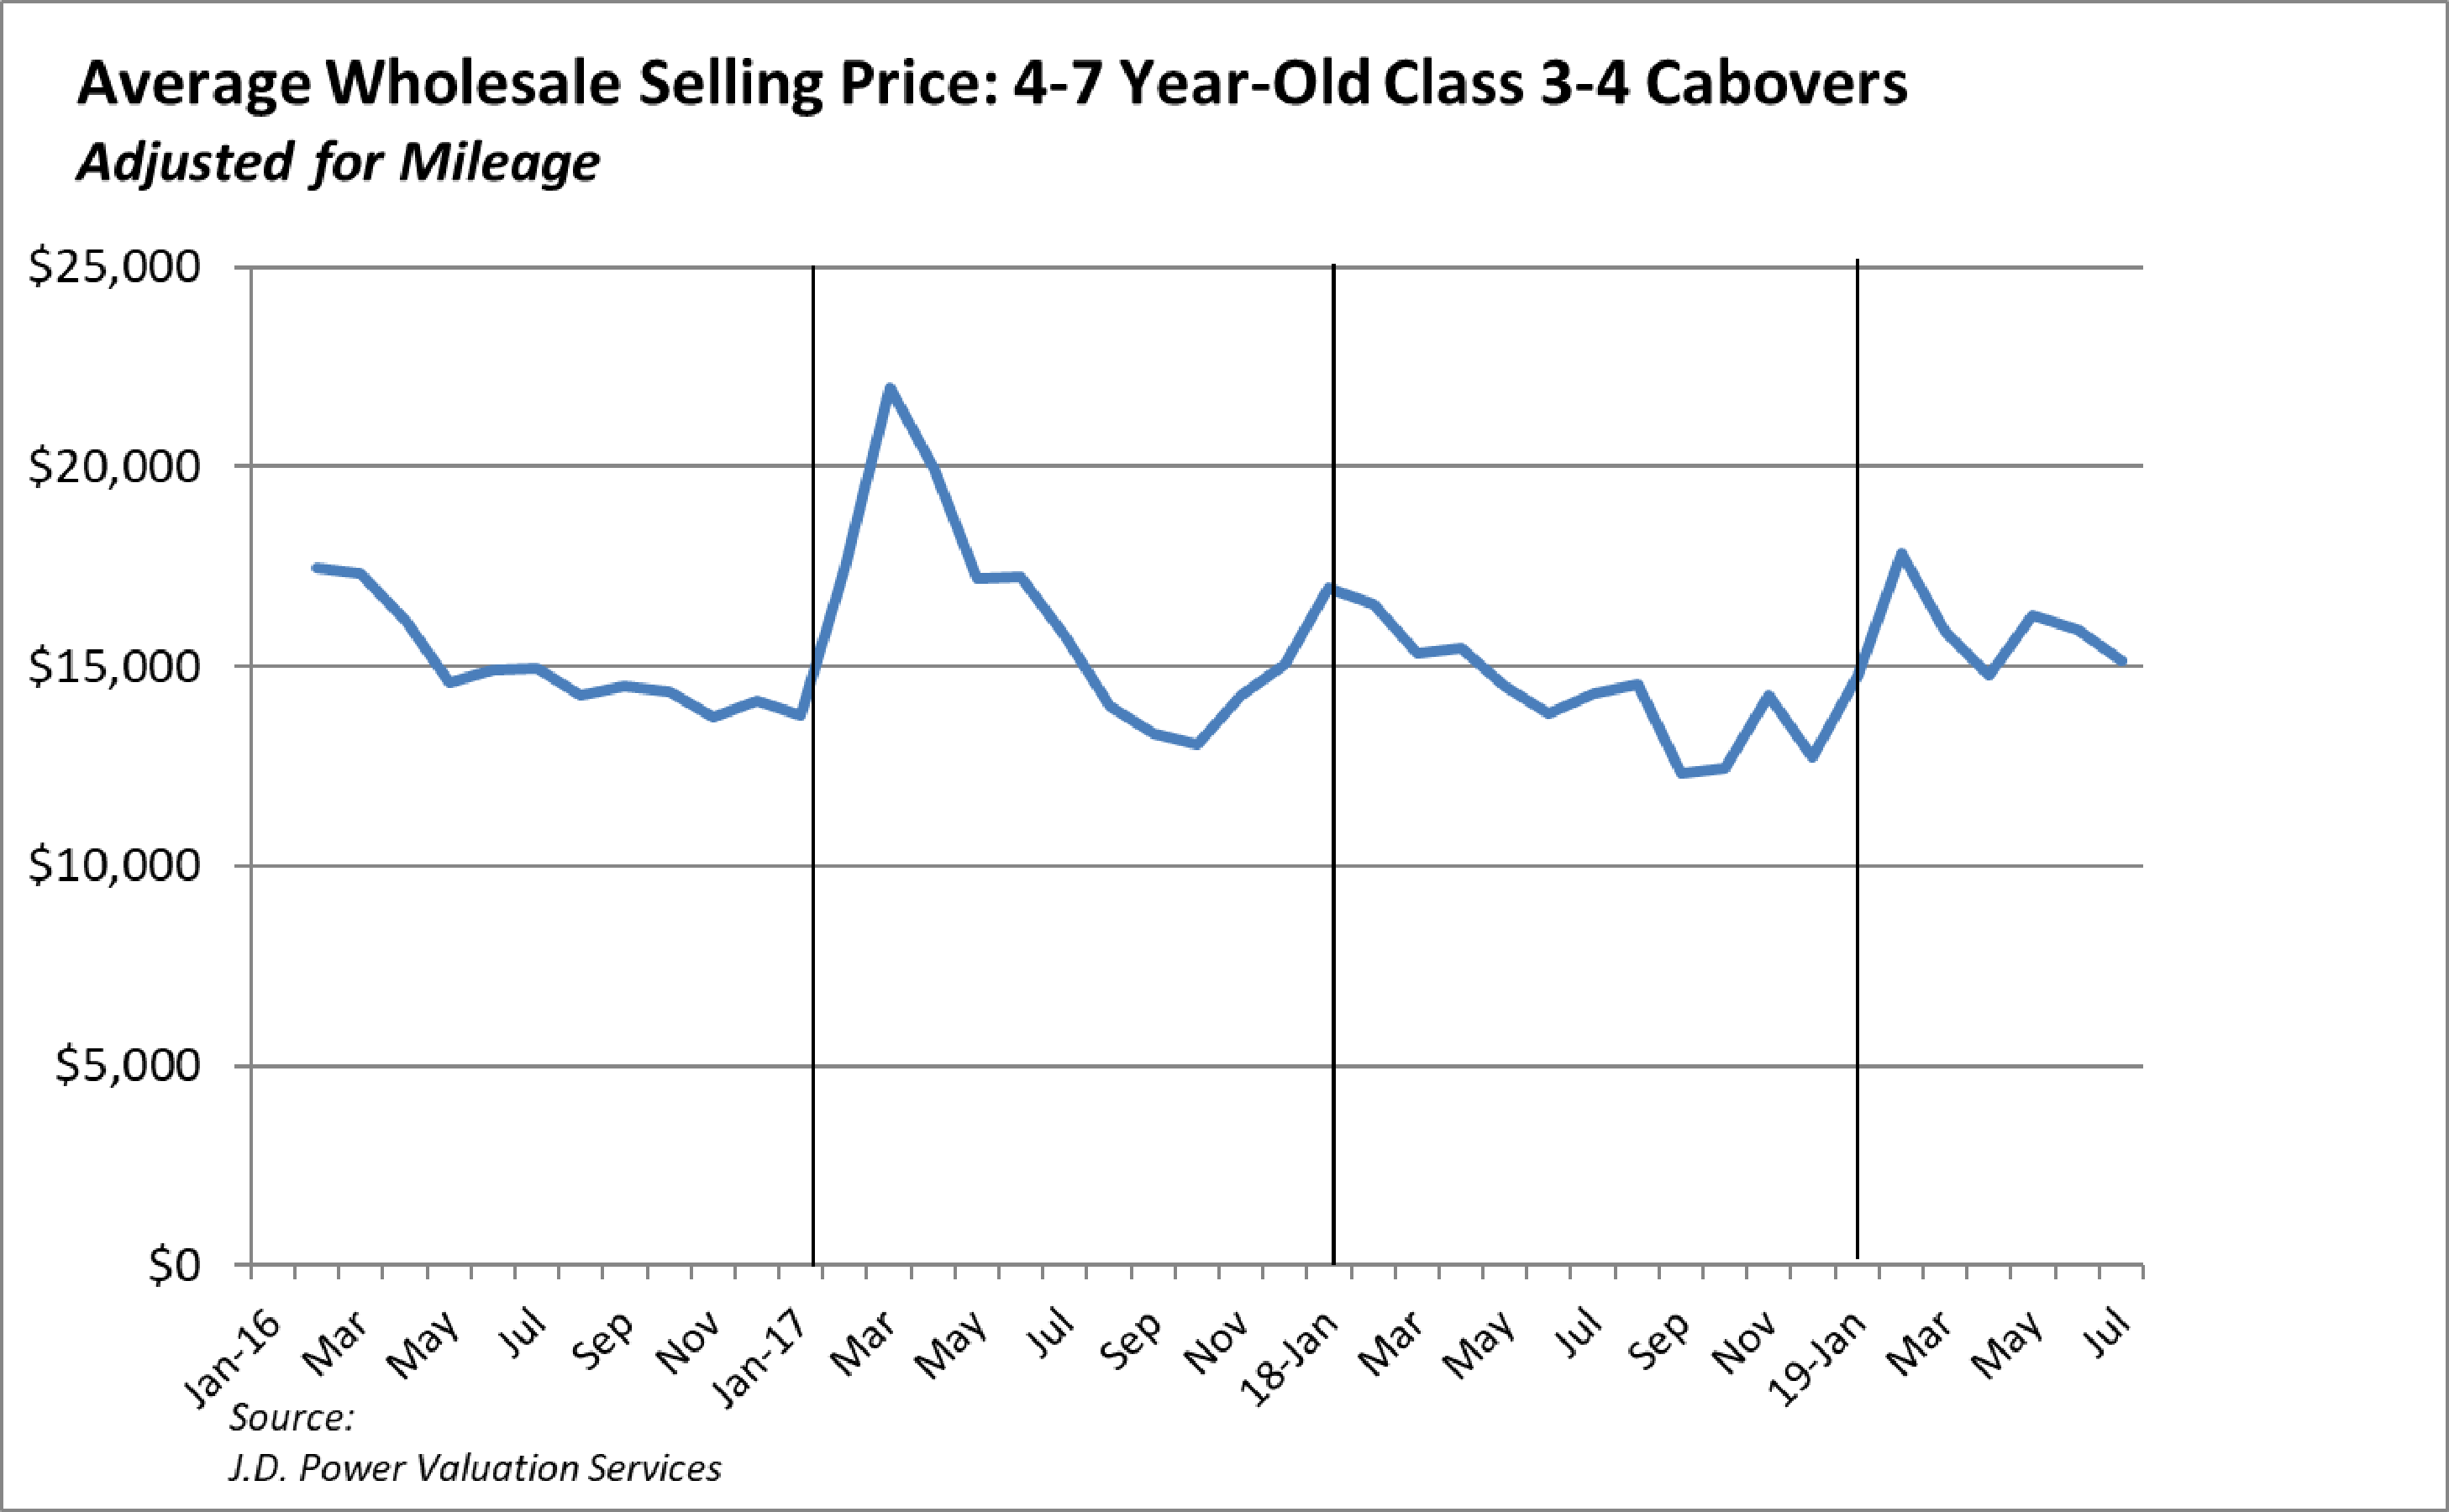 Average Wholesale Selling Price: 4-7 Year-Old Class 3-4 Cabovers
Adjusted for Mileage
$25,000
$20,000
$15,000
$10,000
$5,000
$0
Jan-16 Mar May Jul Sep Nov Jan-17 Mar May Jul Sep Nov 18-Jan Mar May Jul Sep Nov 19-Jan Mar May Jul
Source:
J.D. Power Valuation Services